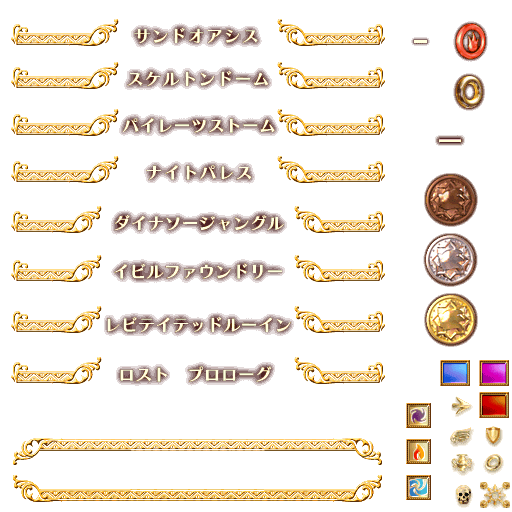 サンドオアシス
スケルトンドーム
パイレーツストーム
ナイトパレス
ダイナソージャングル
イビルファウンドリー
レビテイテッドルーイン
ロスト　プロローグ